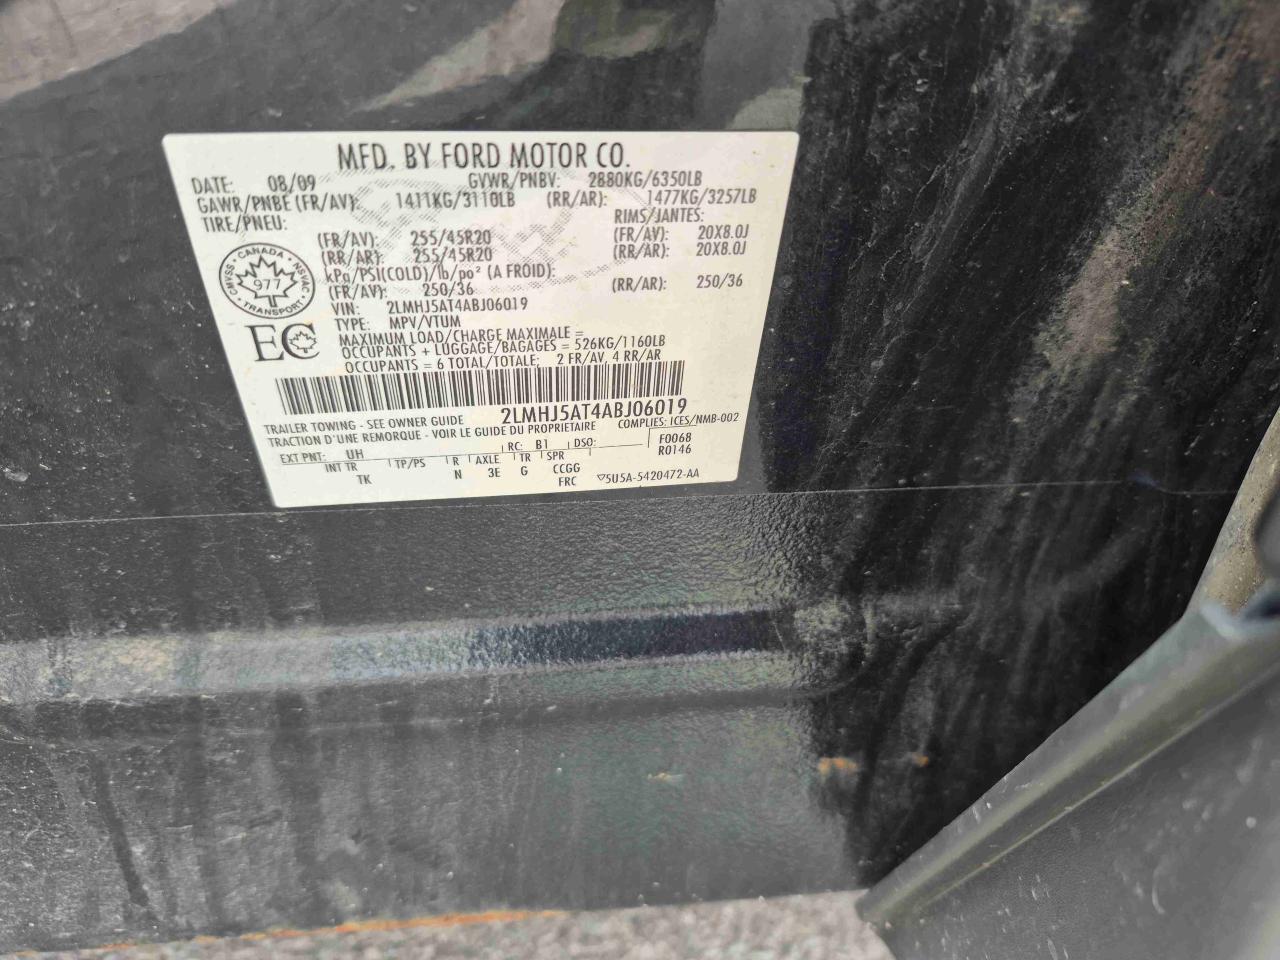 MFD. BY FORD MOTOR CO.
DATE: 08/09 GVWR/PNBV: 2880KG/6350LB
GAWR/PNBE (FR/AV): 1411KG/3110LB (RR/AR): 1477KG/3257LB
TIRE/PNEU: RIMS/JANTES:
(FR/AV): 255/45R20 (FR/AV): 20X8.0J
(RR/AR): 255/45R20 (RR/AR): 20X8.0J
kPa/PSI(COLD)/lb/po² (A FROID):
(FR/AV): 250/36 (RR/AR): 250/36
CANADA
CMVSS 977 NSVAC
TRANSPORT
VIN: 2LMHJ5AT4ABJ06019
TYPE: MPV/VTUM
EC
MAXIMUM LOAD/CHARGE MAXIMALE =
OCCUPANTS + LUGGAGE/BAGAGES = 526KG/1160LB
OCCUPANTS = 6 TOTAL/TOTALE; 2 FR/AV, 4 RR/AR
2LMHJ5AT4ABJ06019
TRAILER TOWING - SEE OWNER GUIDE COMPLIES: ICES/NMB-002
TRACTION D'UNE REMORQUE - VOIR LE GUIDE DU PROPRIETAIRE
EXT PNT: UH RC: B1 DSO: F0068
INT TR TP/PS R AXLE TR SPR R0146
TK N 3E G CCGG
FRC ▽5U5A-5420472-AA